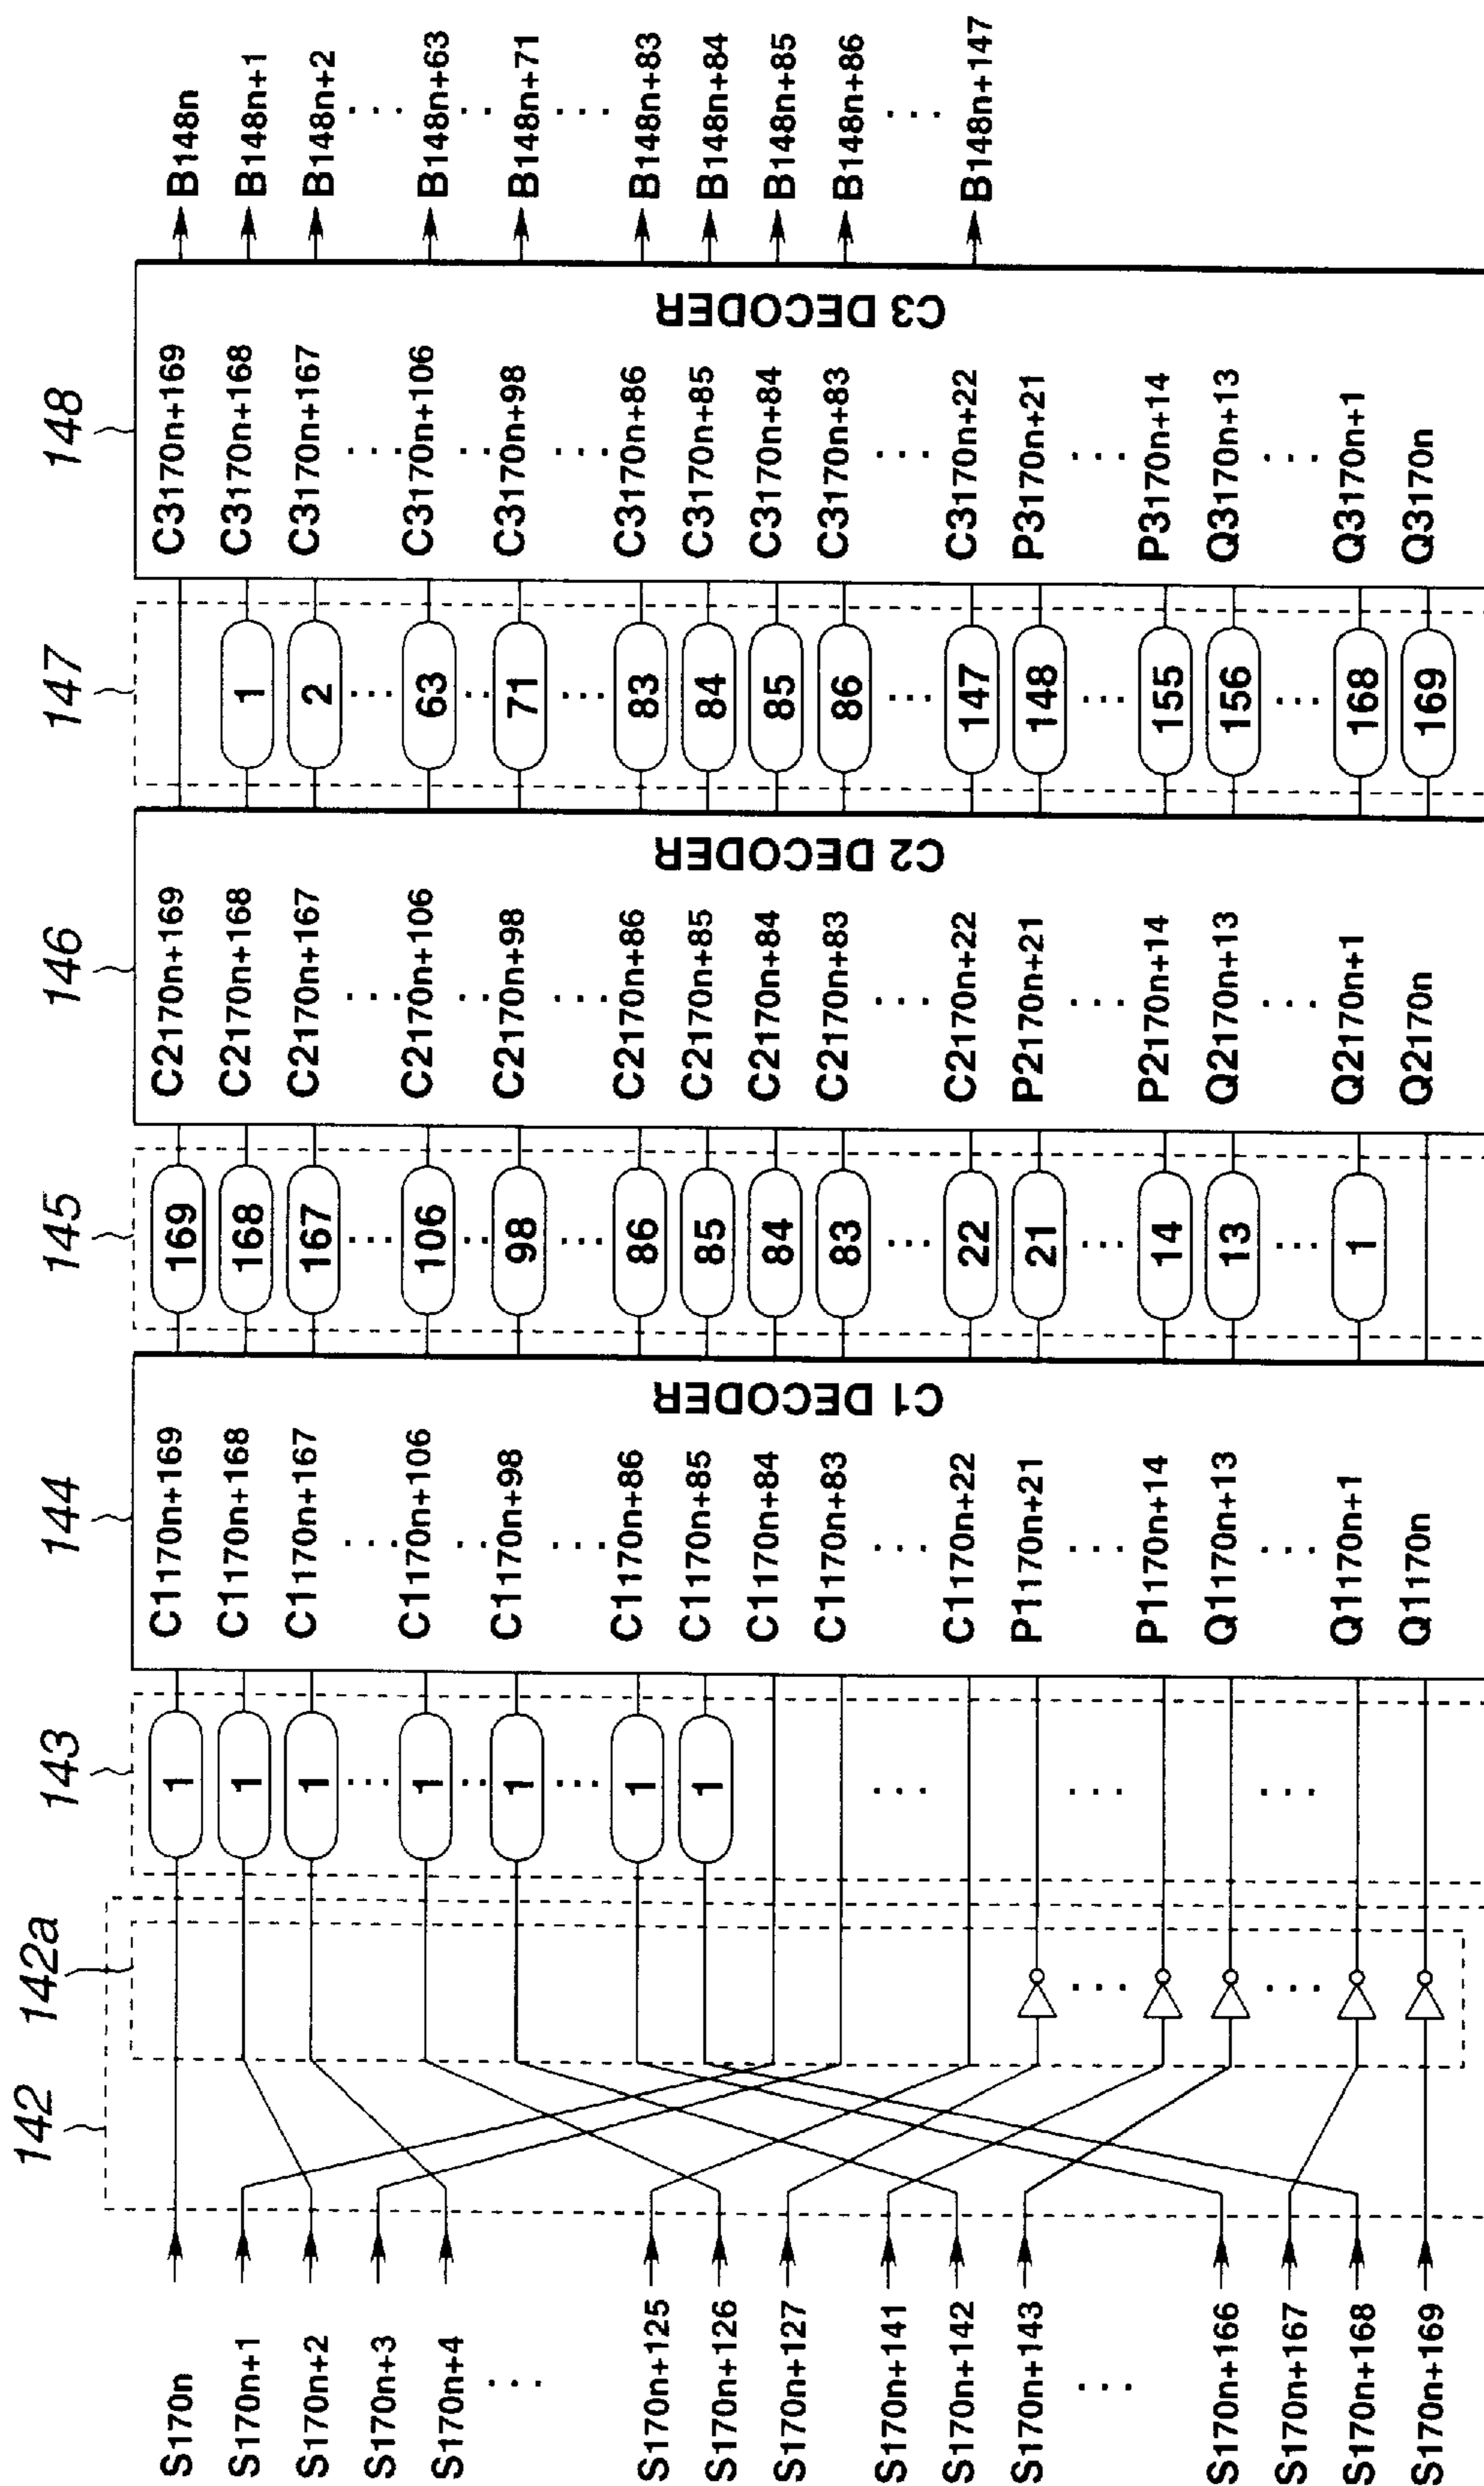 142
142a
143
144
145
146
147
148
S170n
S170n+1
S170n+2
S170n+3
S170n+4
...
S170n+125
S170n+126
S170n+127
S170n+141
S170n+142
S170n+143
...
S170n+166
S170n+167
S170n+168
S170n+169
...
...
1
1
1
...
1
..
1
...
1
1
...
...
...
C1170n+169
C1170n+168
C1170n+167
...
C1170n+106
..
C1170n+98
...
C1170n+86
C1170n+85
C1170n+84
C1170n+83
...
C1170n+22
P1170n+21
...
P1170n+14
Q1170n+13
...
Q1170n+1
Q1170n
C1 DECODER
169
168
167
...
106
..
98
...
86
85
84
83
...
22
21
...
14
13
...
1
C2170n+169
C2170n+168
C2170n+167
...
C2170n+106
..
C2170n+98
...
C2170n+86
C2170n+85
C2170n+84
C2170n+83
...
C2170n+22
P2170n+21
...
P2170n+14
Q2170n+13
...
Q2170n+1
Q2170n
C2 DECODER
1
2
...
63
..
71
...
83
84
85
86
...
147
148
...
155
156
...
168
169
C3170n+169
C3170n+168
C3170n+167
...
C3170n+106
..
C3170n+98
...
C3170n+86
C3170n+85
C3170n+84
C3170n+83
...
C3170n+22
P3170n+21
...
P3170n+14
Q3170n+13
...
Q3170n+1
Q3170n
C3 DECODER
B148n
B148n+1
B148n+2
...
B148n+63
..
B148n+71
...
B148n+83
B148n+84
B148n+85
B148n+86
...
B148n+147